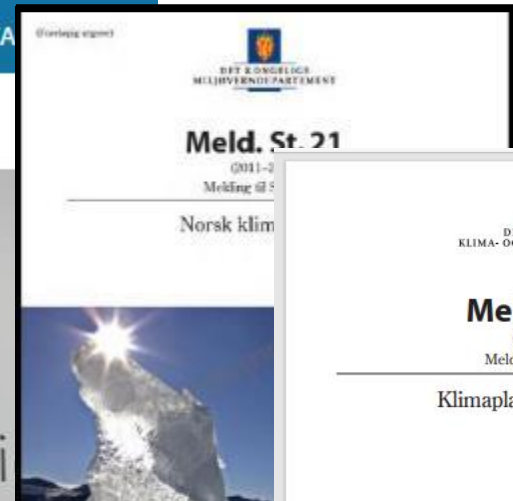 (Foreløpig utgave)
DET KONGELIGE
MILJØVERNDEPARTEMENT
Meld. St. 21
(2011–2
Melding til S
Norsk klim
D
KLIMA- O
Me
Meld
Klimapla
A
i